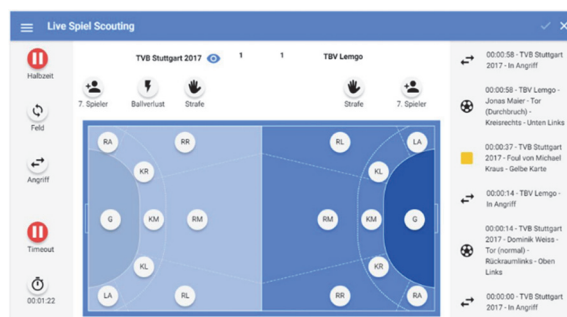 Live Spiel Scouting
TVB Stuttgart 2017 1 1 TBV Lemgo
Halbzeit
Feld
Angriff
Timeout
00:01:22
7. Spieler Ballverlust Strafe Strafe 7. Spieler
RA RR RL LA
KR KL
G KM RM RM KM G
KL KR
LA RL RR RA
00:00:58 - TVB Stuttgart
2017 - In Angriff
00:00:58 - TBV Lemgo -
Jonas Maier - Tor
(Durchbruch) -
Kreisrechts - Unten Links
00:00:37 - TVB Stuttgart
2017 - Foul von Michael
Kraus - Gelbe Karte
00:00:14 - TBV Lemgo -
In Angriff
00:00:14 - TVB Stuttgart
2017 - Dominik Weiss -
Tor (normal) -
Rückraumlinks - Oben
Links
00:00:00 - TVB Stuttgart
2017 - In Angriff